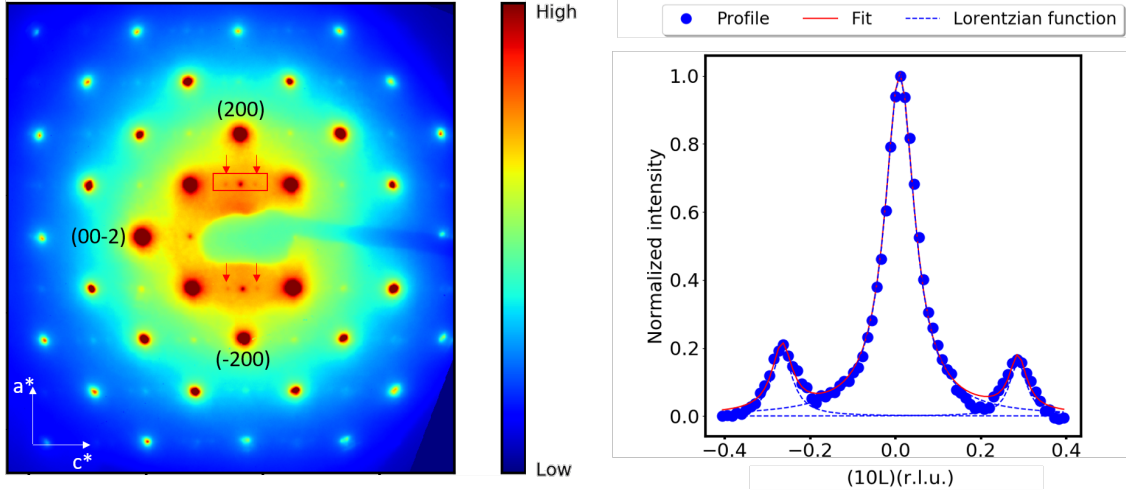 High
Low
(200)
(00-2)
(-200)
a*
c*
Profile
Fit
Lorentzian function
Normalized intensity
1.0
0.8
0.6
0.4
0.2
0.0
−0.4
−0.2
0.0
0.2
0.4
(10L)(r.l.u.)